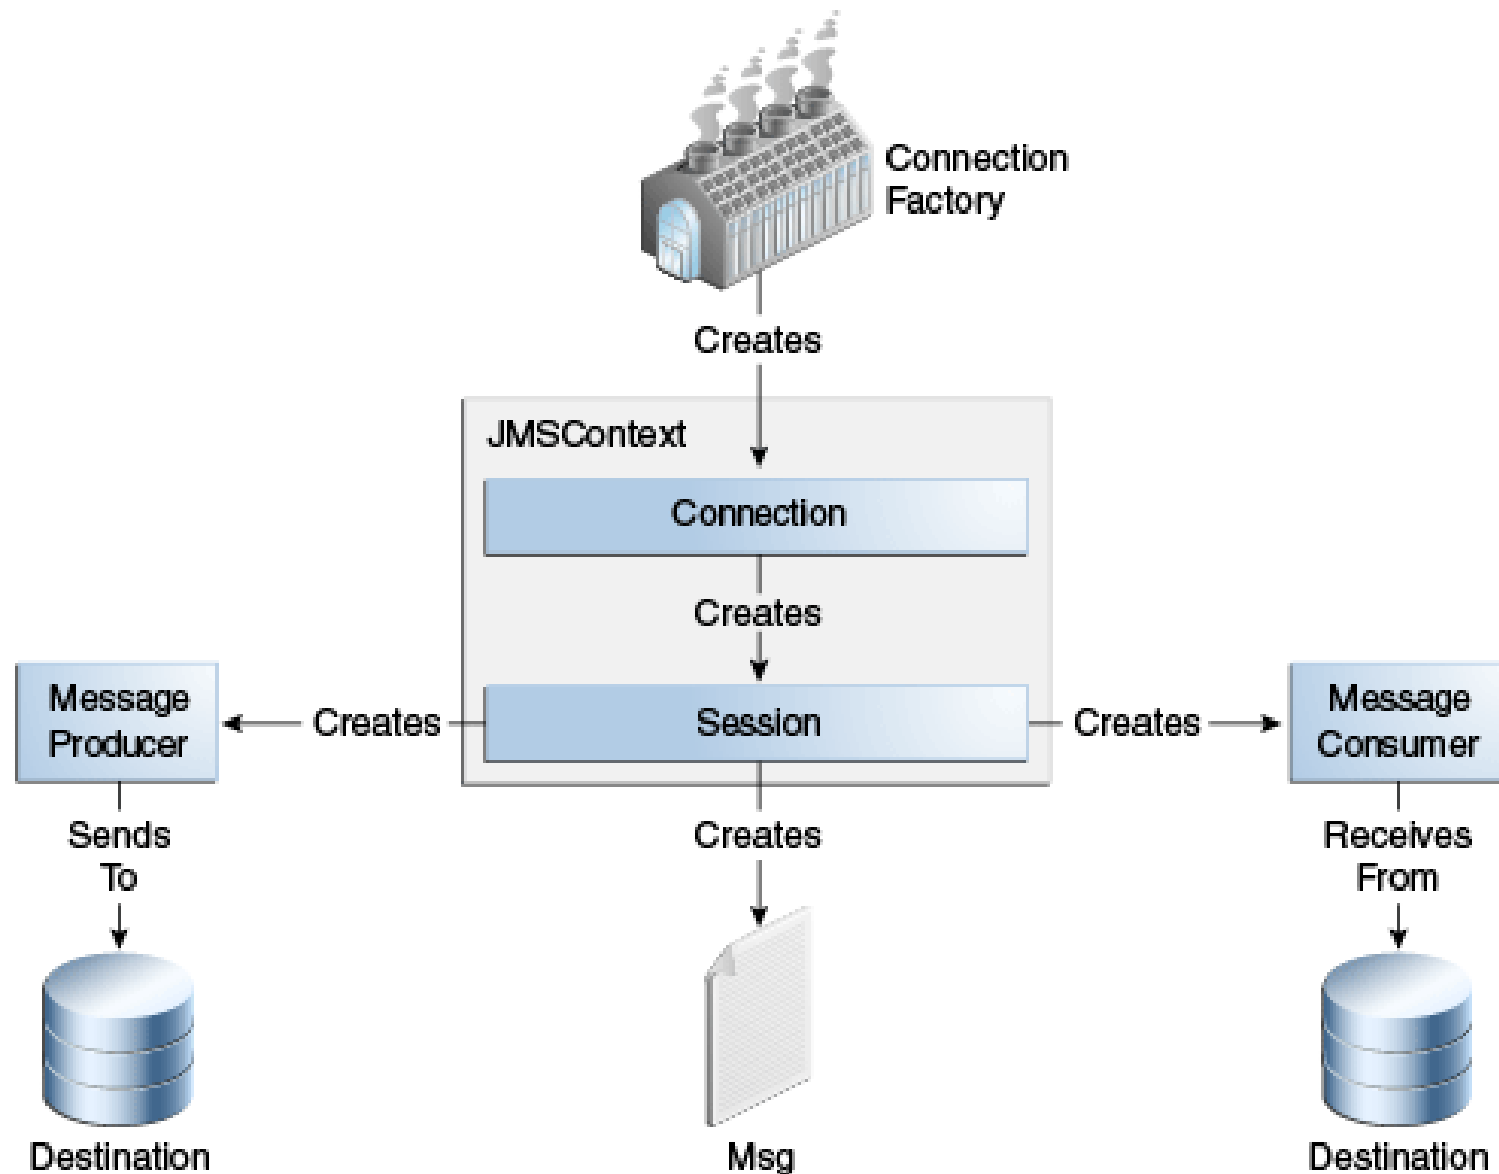 Connection
Factory
Creates
JMSContext
Connection
Creates
Message
Producer
Creates
Session
Creates
Message
Consumer
Sends
To
Creates
Receives
From
Destination
Msg
Destination